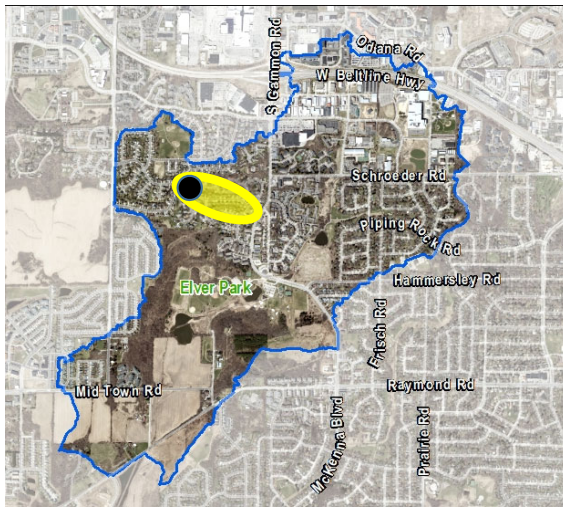 Odana Rd
S Gammon Rd
W Beltline Hwy
Schroeder Rd
Piping Rock Rd
Hammersley Rd
Elver Park
Frisch Rd
Mid Town Rd
Raymond Rd
McKenna Blvd
Prairie Rd